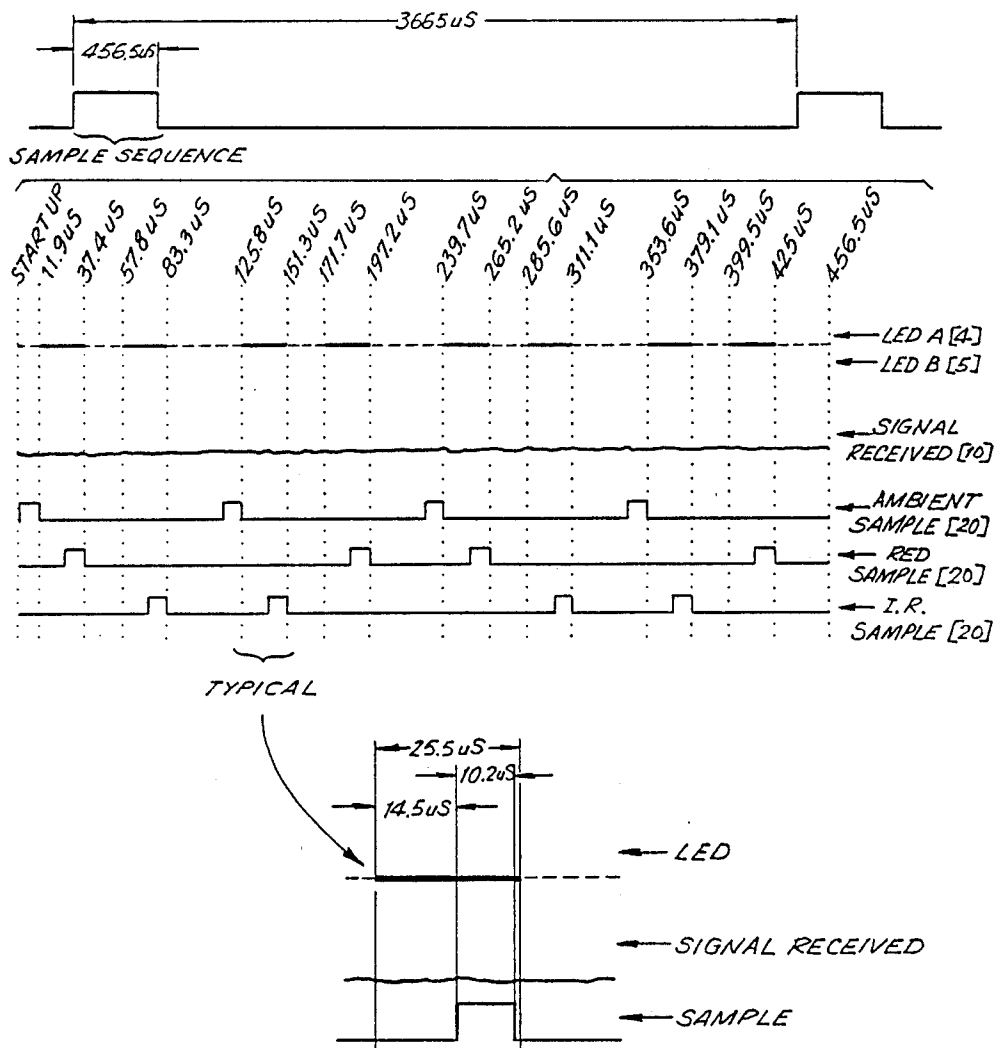 3665uS
456.5uS
SAMPLE SEQUENCE
START UP
11.9uS
37.4uS
57.8uS
83.3uS
125.8uS
151.3uS
171.7uS
197.2uS
239.7uS
265.2uS
285.6uS
311.1uS
353.6uS
379.1uS
399.5uS
425uS
456.5uS
LED A [4]
LED B [5]
SIGNAL
RECEIVED [10]
AMBIENT
SAMPLE [20]
RED
SAMPLE [20]
I.R.
SAMPLE [20]
TYPICAL
25.5uS
10.2uS
14.5uS
LED
SIGNAL RECEIVED
SAMPLE